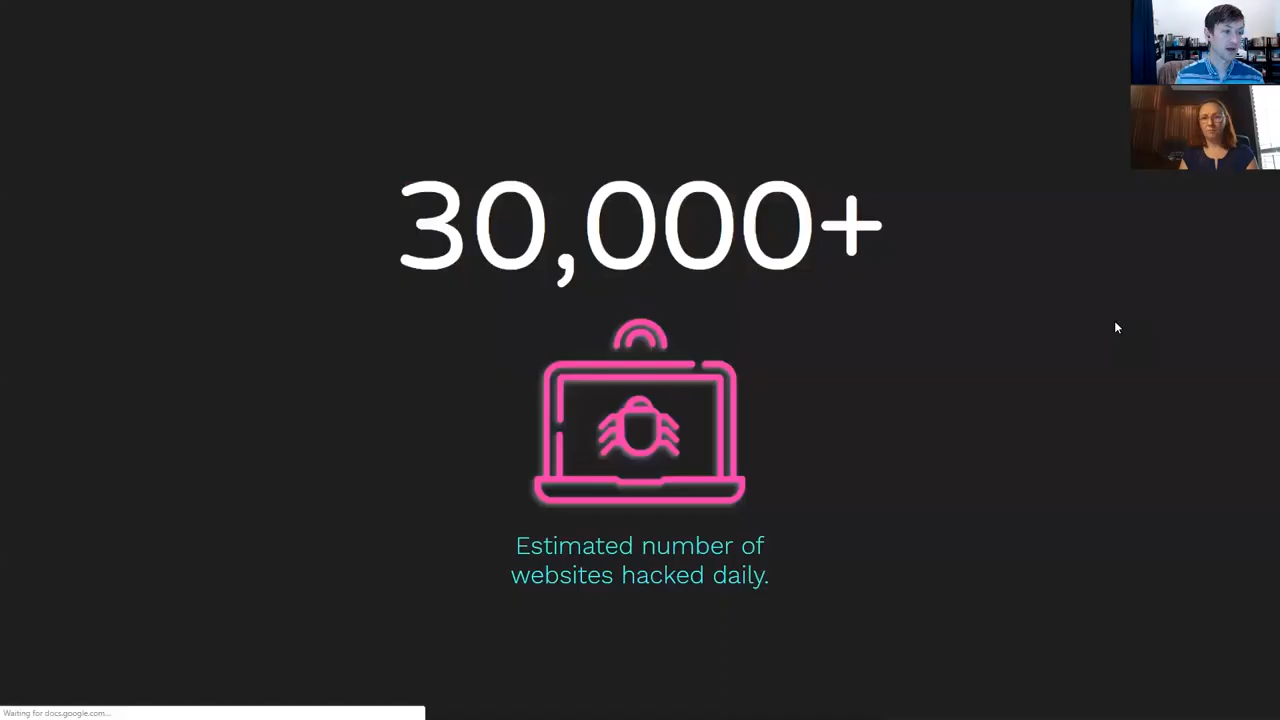 30,000+
Estimated number of
websites hacked daily.
Waiting for docs.google.com...